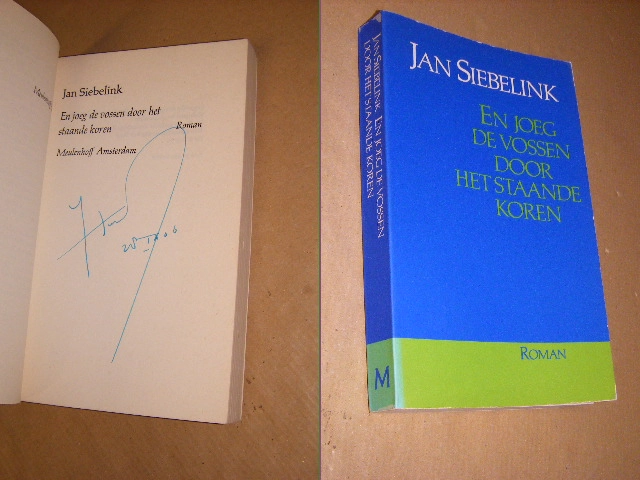 Jan Siebelink
En joeg de vossen door het
staande koren
Roman
Meulenhoff Amsterdam
JAN SIEBELINK
EN JOEG
DE VOSSEN
DOOR
HET STAANDE
KOREN
ROMAN
JAN SIEBELINK EN JOEG DE VOSSEN
DOOR HET STAANDE KOREN
M